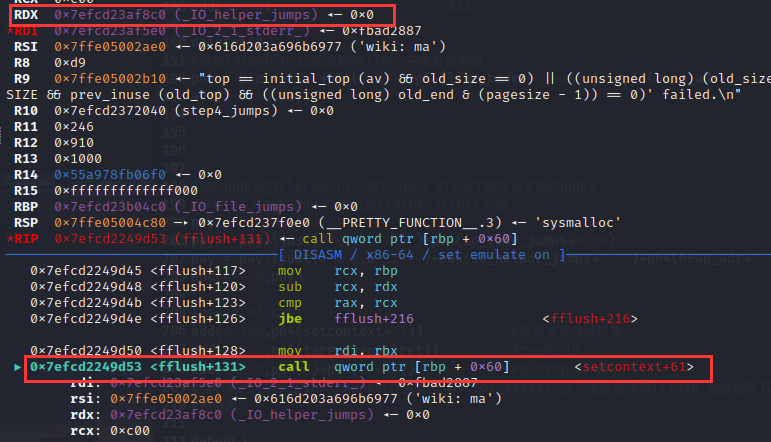 RDX 0×7efcd23af8c0 (_IO_helper_jumps) ◂— 0×0
*RDI 0×7efcd23af5e0 (_IO_2_1_stderr_) ◂— 0×fbad2887
RSI 0×7ffe05002ae0 ◂— 0×616d203a696b6977 ('wiki: ma')
R8 0×d9
R9 0×7ffe05002b10 ◂— "top == initial_top (av) && old_size == 0) || ((unsigned long) (old_size
SIZE && prev_inuse (old_top) && ((unsigned long) old_end & (pagesize - 1)) == 0)' failed.\n"
R10 0×7efcd2372040 (step4_jumps) ◂— 0×0
R11 0×246
R12 0×910
R13 0×1000
R14 0×55a978fb06f0 ◂— 0×0
R15 0×fffffffffffff000
RBP 0×7efcd23b04c0 (_IO_file_jumps) ◂— 0×0
RSP 0×7ffe05004c80 —▸ 0×7efcd237f0e0 (__PRETTY_FUNCTION__.3) ◂— 'sysmalloc'
*RIP 0×7efcd2249d53 (fflush+131) ◂— call qword ptr [rbp + 0×60]
[ DISASM / x86-64 / set emulate on ]
0×7efcd2249d45 <fflush+117> mov rcx, rbp
0×7efcd2249d48 <fflush+120> sub rcx, rdx
0×7efcd2249d4b <fflush+123> cmp rax, rcx
0×7efcd2249d4e <fflush+126> jbe fflush+216 <fflush+216>
0×7efcd2249d50 <fflush+128> mov rdi, rbx
► 0×7efcd2249d53 <fflush+131> call qword ptr [rbp + 0×60] <setcontext+61>
rdi: 0×7efcd23af5e0 (_IO_2_1_stderr_) ◂— 0×fbad2887
rsi: 0×7ffe05002ae0 ◂— 0×616d203a696b6977 ('wiki: ma')
rdx: 0×7efcd23af8c0 (_IO_helper_jumps) ◂— 0×0
rcx: 0×c00